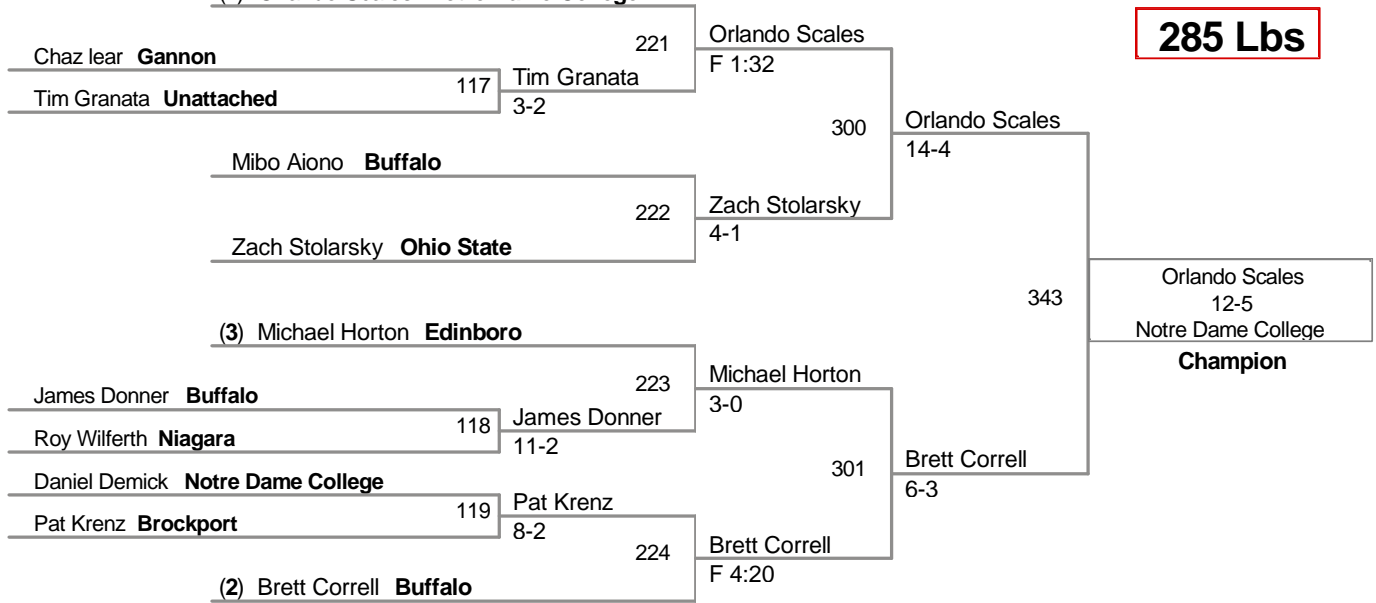 285 Lbs
221
Orlando Scales
F 1:32
Chaz lear Gannon
117
Tim Granata
3-2
Tim Granata Unattached
300
Orlando Scales
14-4
Mibo Aiono Buffalo
222
Zach Stolarsky
4-1
Zach Stolarsky Ohio State
343
Orlando Scales
12-5
Notre Dame College
Champion
(3) Michael Horton Edinboro
223
Michael Horton
3-0
James Donner Buffalo
118
James Donner
11-2
Roy Wilferth Niagara
301
Brett Correll
6-3
Daniel Demick Notre Dame College
119
Pat Krenz
8-2
Pat Krenz Brockport
224
Brett Correll
F 4:20
(2) Brett Correll Buffalo